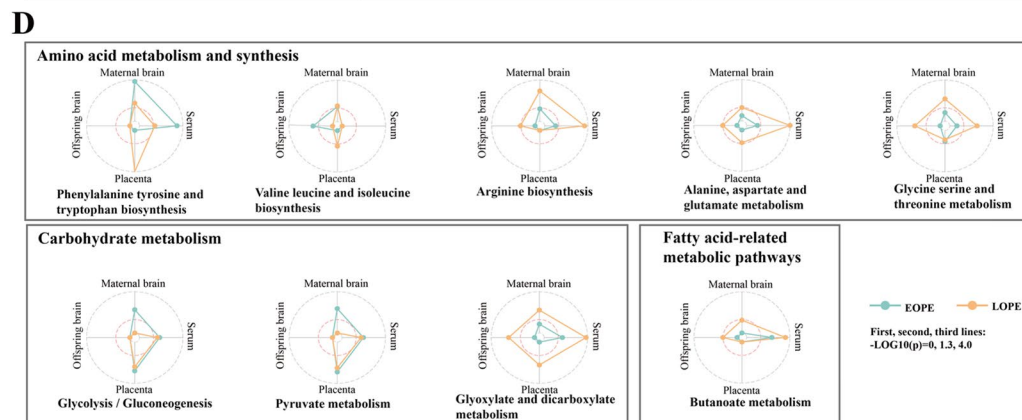 D
Amino acid metabolism and synthesis
Maternal brain
Offspring brain
Serum
Placenta
Phenylalanine tyrosine and
tryptophan biosynthesis
Maternal brain
Offspring brain
Serum
Placenta
Valine leucine and isoleucine
biosynthesis
Maternal brain
Offspring brain
Serum
Placenta
Arginine biosynthesis
Maternal brain
Offspring brain
Serum
Placenta
Alanine, aspartate and
glutamate metabolism
Maternal brain
Offspring brain
Serum
Placenta
Glycine serine and
threonine metabolism
Carbohydrate metabolism
Maternal brain
Offspring brain
Serum
Placenta
Glycolysis / Gluconeogenesis
Maternal brain
Offspring brain
Serum
Placenta
Pyruvate metabolism
Maternal brain
Offspring brain
Serum
Placenta
Glyoxylate and dicarboxylate
metabolism
Fatty acid-related
metabolic pathways
Maternal brain
Offspring brain
Serum
Placenta
Butanoate metabolism
EOPE
LOPE
First, second, third lines:
-LOG10(p)=0, 1.3, 4.0